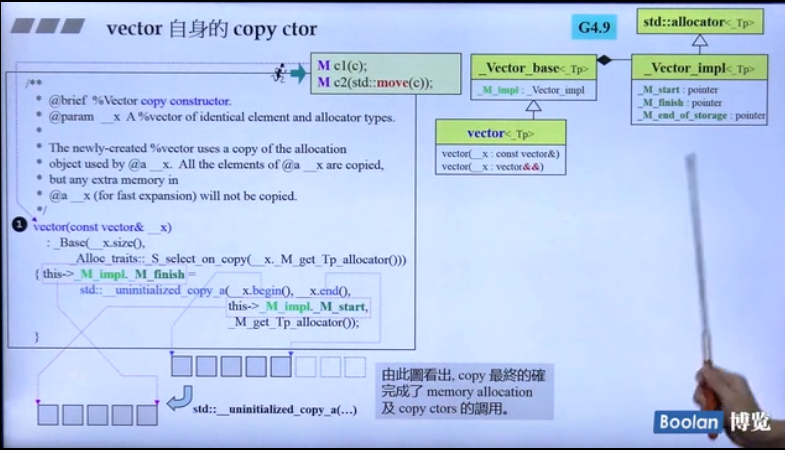 vector 自身的 copy ctor
G4.9
std::allocator<_Tp>
M c1(c);
M c2(std::move(c));
_Vector_base<_Tp>
_M_impl : _Vector_impl
_Vector_impl<_Tp>
_M_start : pointer
_M_finish : pointer
_M_end_of_storage : pointer
vector<_Tp>
vector(__x : const vector&)
vector(__x : vector&&)
/**
* @brief %Vector copy constructor.
* @param __x A %vector of identical element and allocator types.
*
* The newly-created %vector uses a copy of the allocation
* object used by @a __x. All the elements of @a __x are copied,
* but any extra memory in
* @a __x (for fast expansion) will not be copied.
*/
1 vector(const vector& __x)
: _Base(__x.size(),
_Alloc_traits::_S_select_on_copy(__x._M_get_Tp_allocator()))
{ this->_M_impl._M_finish =
std::__uninitialized_copy_a(__x.begin(), __x.end(),
this->_M_impl._M_start,
_M_get_Tp_allocator());
}
std::__uninitialized_copy_a(...)
由此圖看出, copy 最終的確
完成了 memory allocation
及 copy ctors 的調用。
Boolan 博览